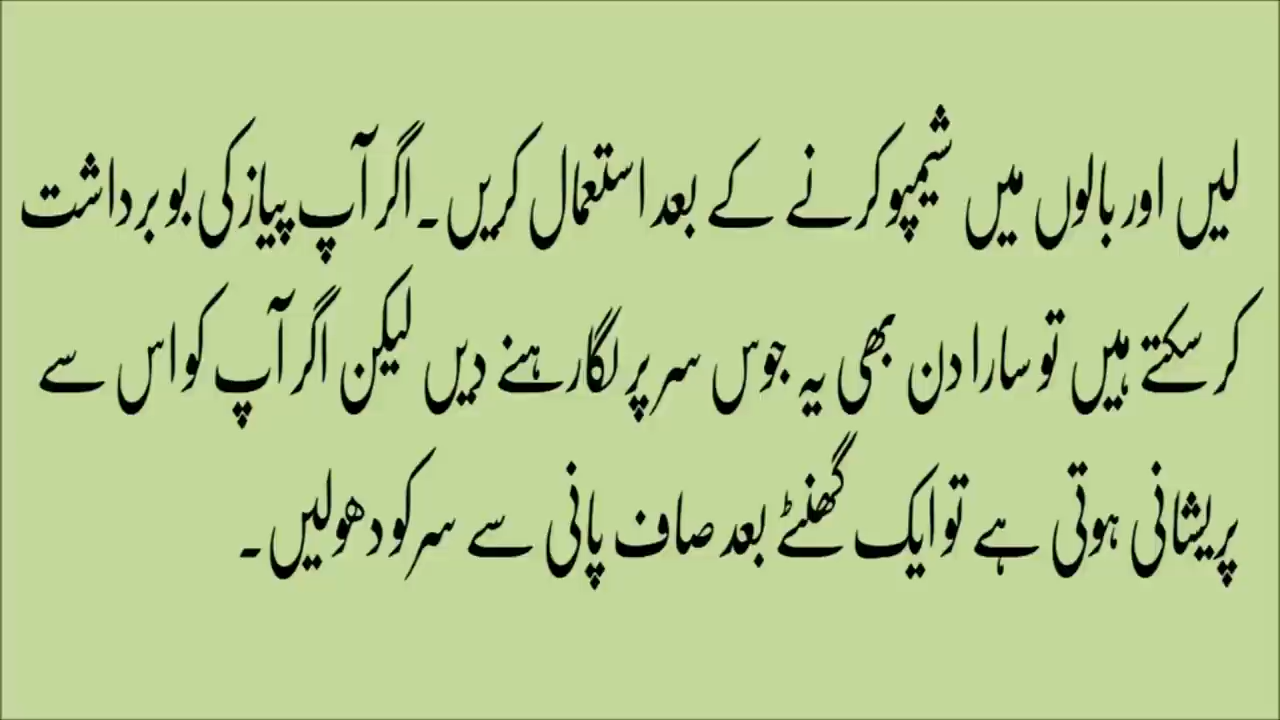 لیں اور بالوں میں شیمپو کرنے کے بعد استعمال کریں۔ اگر آپ پیاز کی بو برداشت
کر سکتے ہیں تو سارا دن بھی یہ جوس سر پر لگا رہنے دیں لیکن اگر آپ کو اس سے
پریشانی ہوتی ہے تو ایک گھنٹے بعد صاف پانی سے سر کو دھو لیں۔